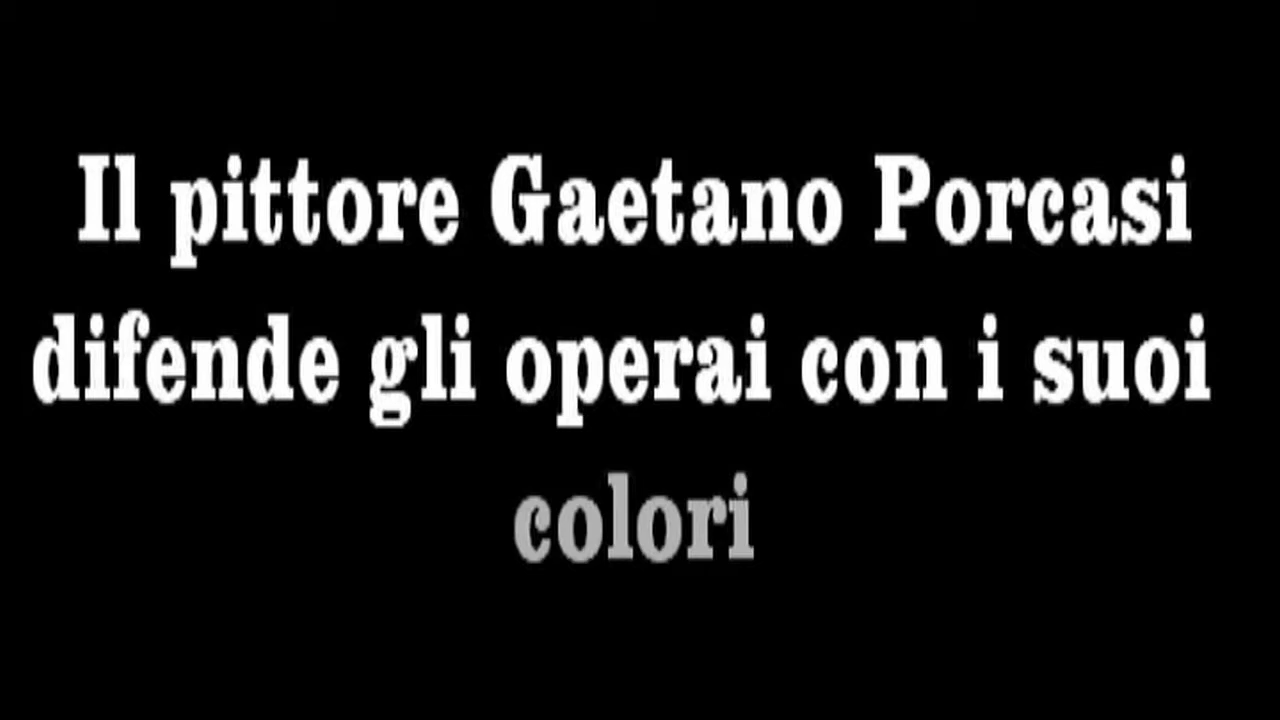 Il pittore Gaetano Porcasi
difende gli operai con i suoi
colori